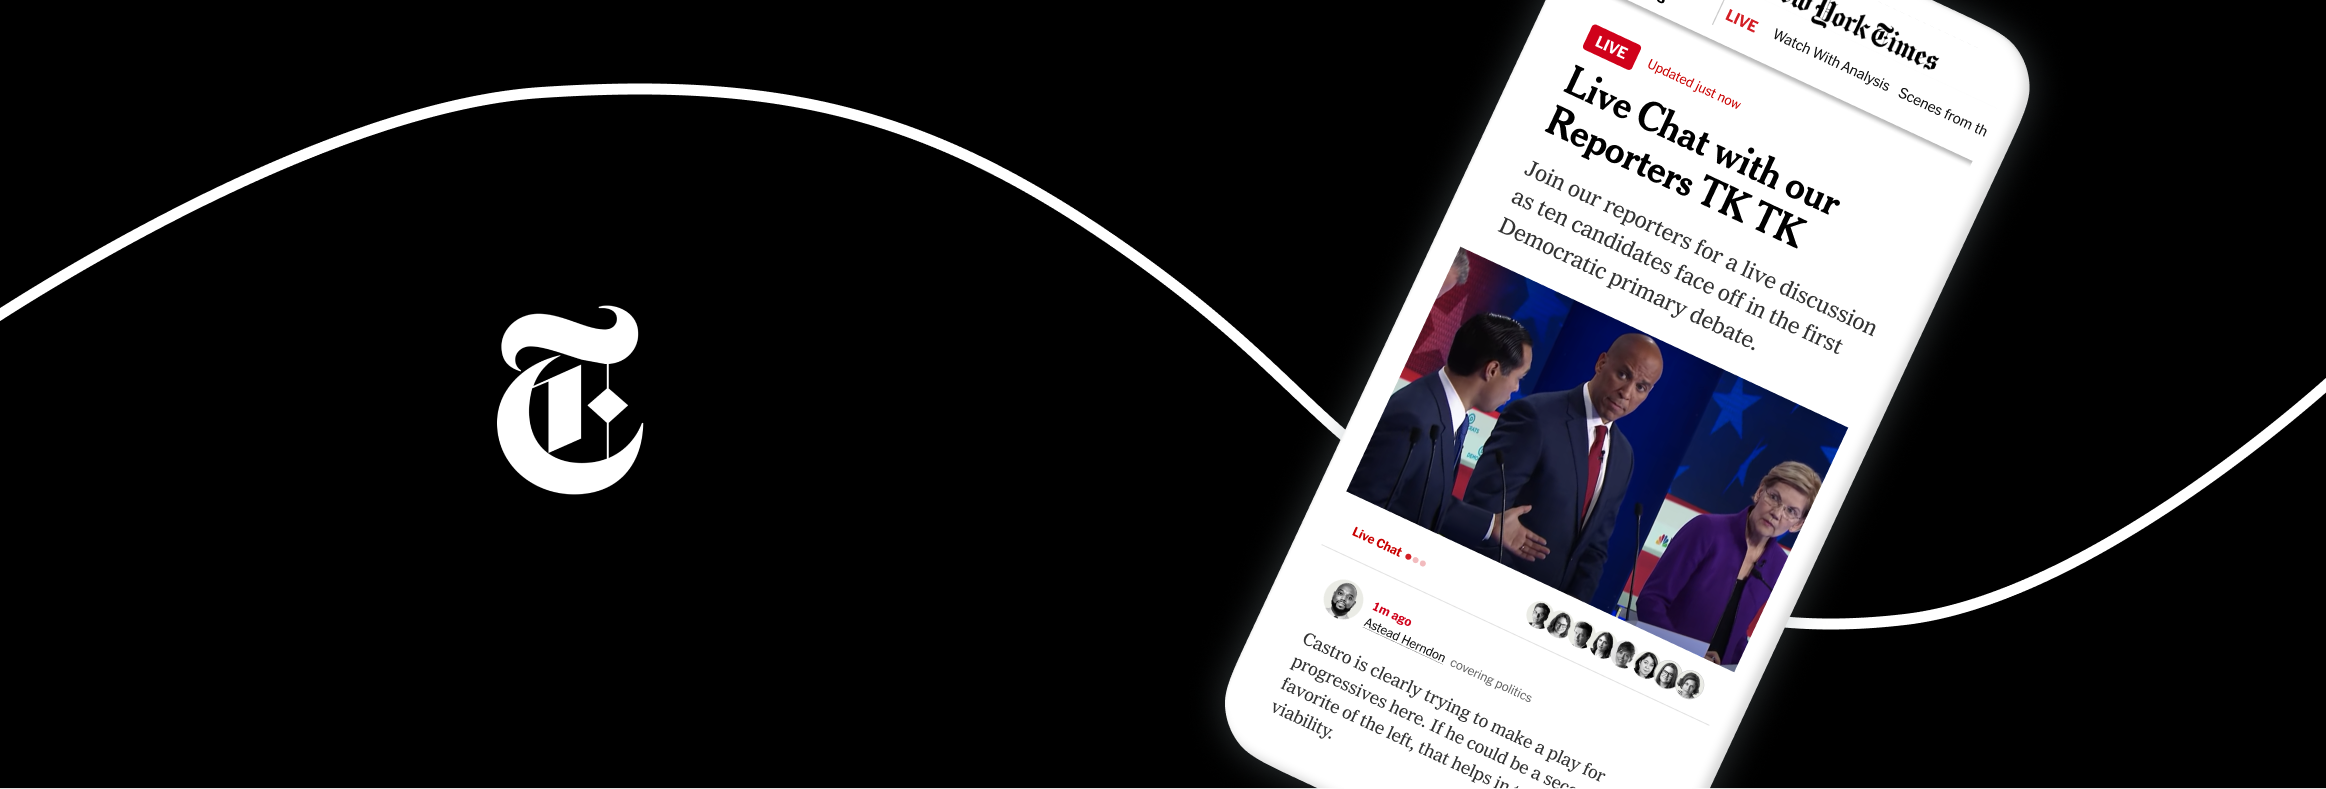 T
New York Times
LIVE Watch With Analysis Scenes from th
LIVE Updated just now
Live Chat with our
Reporters TK TK
Join our reporters for a live discussion
as ten candidates face off in the first
Democratic primary debate.
Live Chat
1m ago
Astead Herndon covering politics
Castro is clearly trying to make a play for
progressives here. If he could be a sec
favorite of the left, that helps in
viability.